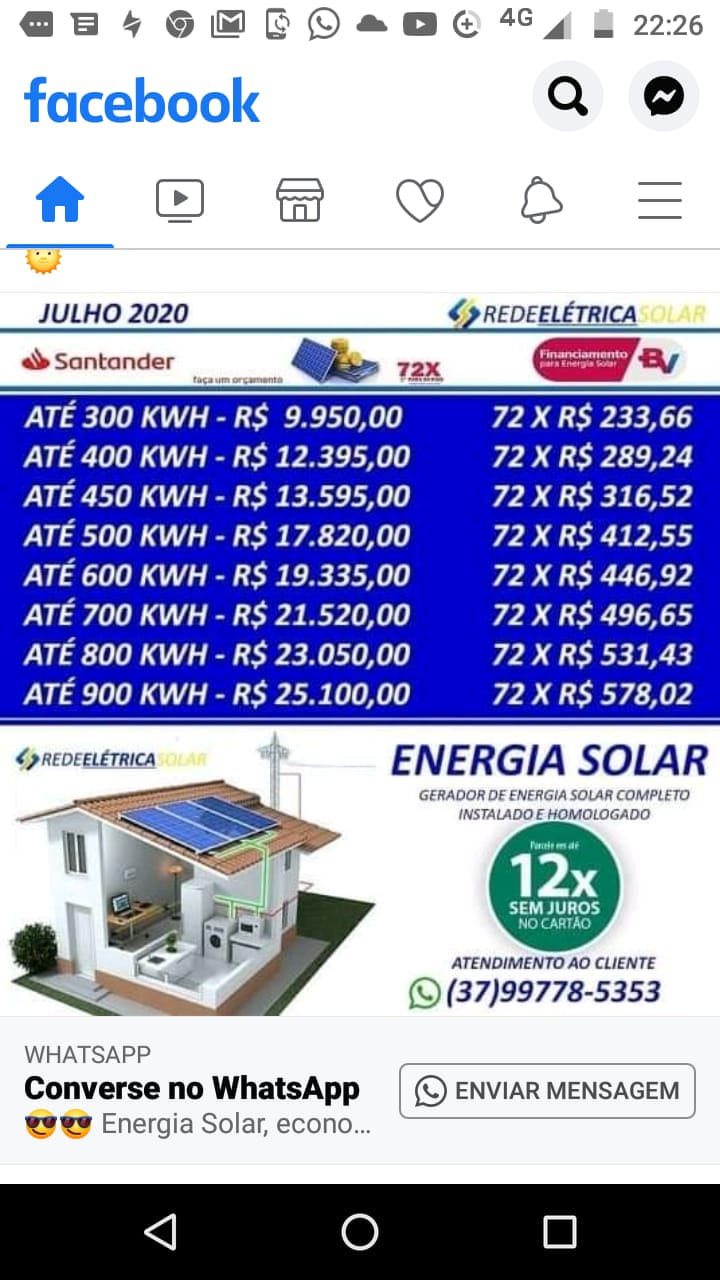 4G 22:26
facebook
JULHO 2020
REDEELÉTRICASOLAR
Santander
faça um orçamento
72X
Financiamento
para Energia Solar
BV
ATÉ 300 KWH - R$ 9.950,00 72 X R$ 233,66
ATÉ 400 KWH - R$ 12.395,00 72 X R$ 289,24
ATÉ 450 KWH - R$ 13.595,00 72 X R$ 316,52
ATÉ 500 KWH - R$ 17.820,00 72 X R$ 412,55
ATÉ 600 KWH - R$ 19.335,00 72 X R$ 446,92
ATÉ 700 KWH - R$ 21.520,00 72 X R$ 496,65
ATÉ 800 KWH - R$ 23.050,00 72 X R$ 531,43
ATÉ 900 KWH - R$ 25.100,00 72 X R$ 578,02
REDEELÉTRICASOLAR
ENERGIA SOLAR
GERADOR DE ENERGIA SOLAR COMPLETO
INSTALADO E HOMOLOGADO
Parcele em até
12x
SEM JUROS
NO CARTÃO
ATENDIMENTO AO CLIENTE
(37)99778-5353
WHATSAPP
Converse no WhatsApp
😎😎 Energia Solar, econo...
ENVIAR MENSAGEM